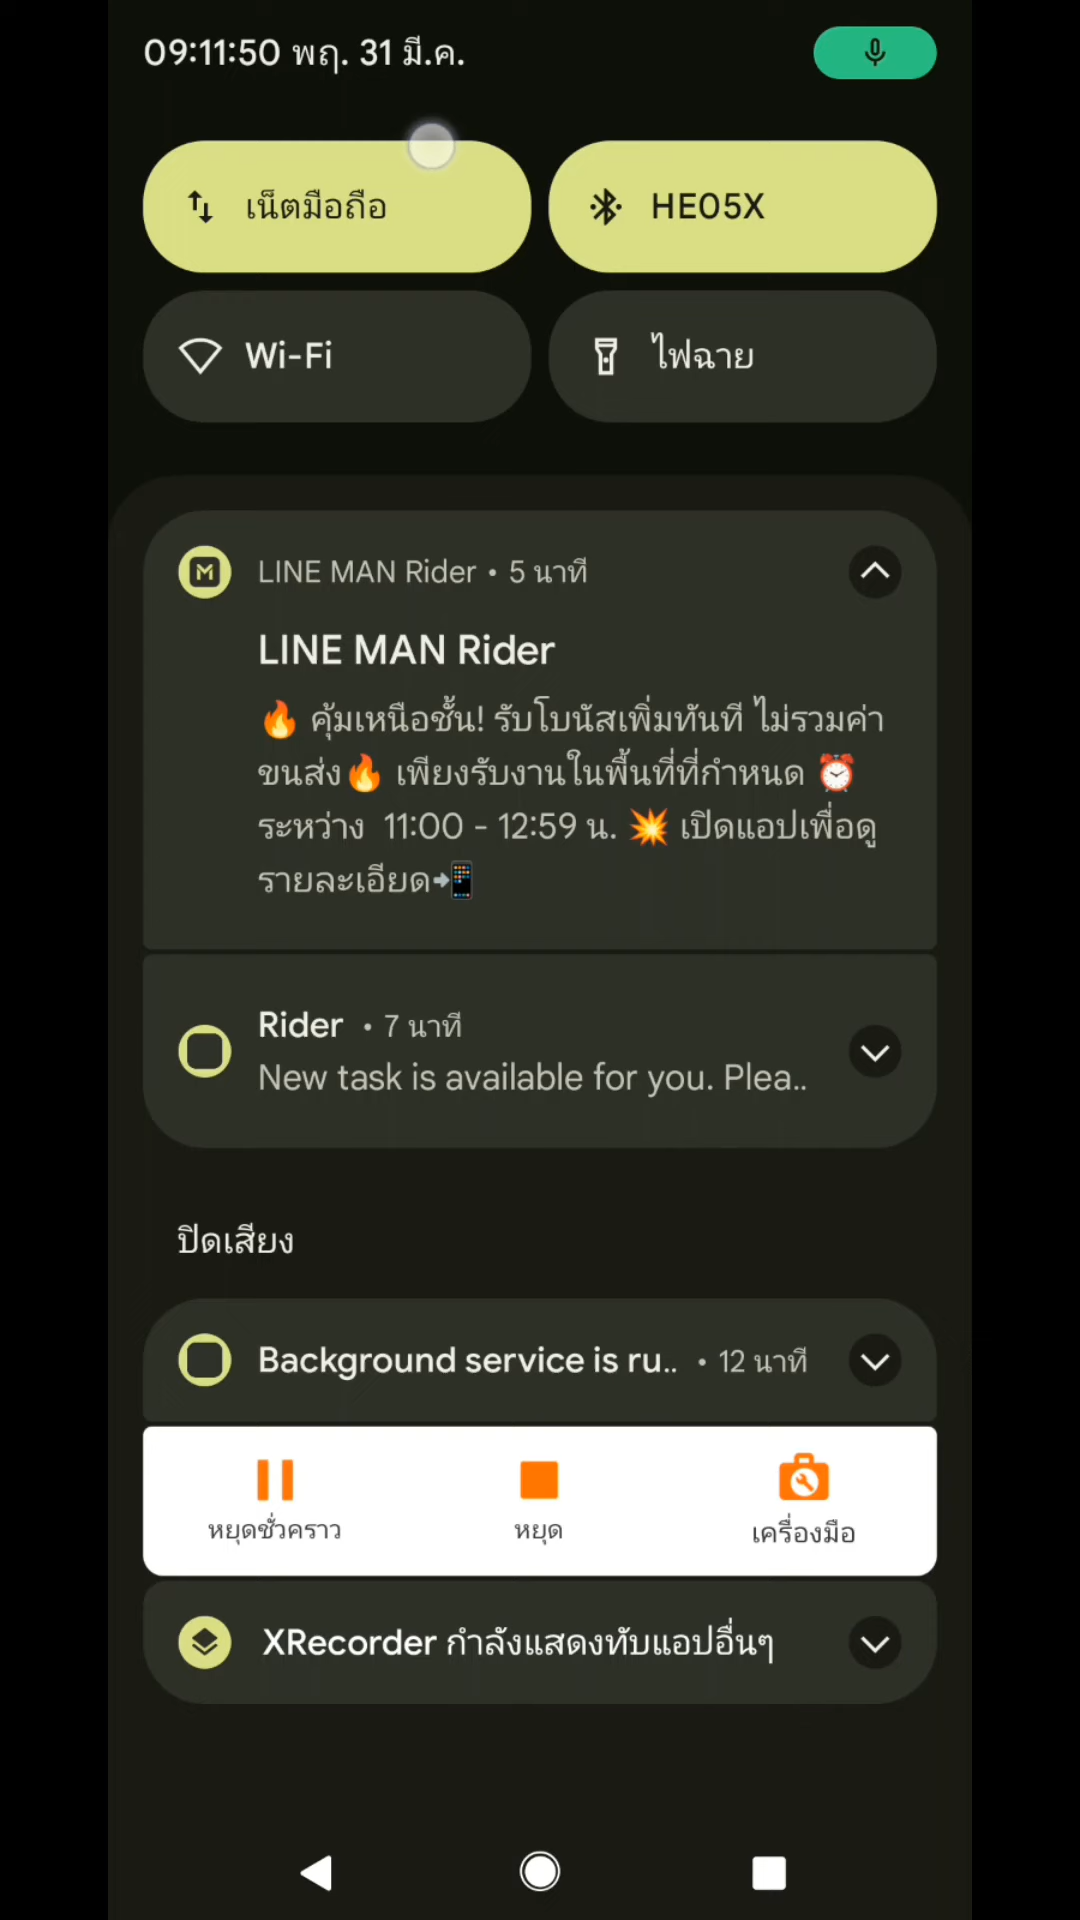 09:11:50 พฤ. 31 มี.ค.
เน็ตมือถือ
HE05X
Wi-Fi
ไฟฉาย
LINE MAN Rider • 5 นาที
LINE MAN Rider
🔥 คุ้มเหนือชั้น! รับโบนัสเพิ่มทันที ไม่รวมค่า
ขนส่ง🔥 เพียงรับงานในพื้นที่ที่กำหนด ⏰
ระหว่าง 11:00 - 12:59 น. 💥 เปิดแอปเพื่อดู
รายละเอียด📲
Rider • 7 นาที
New task is available for you. Plea..
ปิดเสียง
Background service is ru.. • 12 นาที
หยุดชั่วคราว
หยุด
เครื่องมือ
XRecorder กำลังแสดงทับแอปอื่นๆ